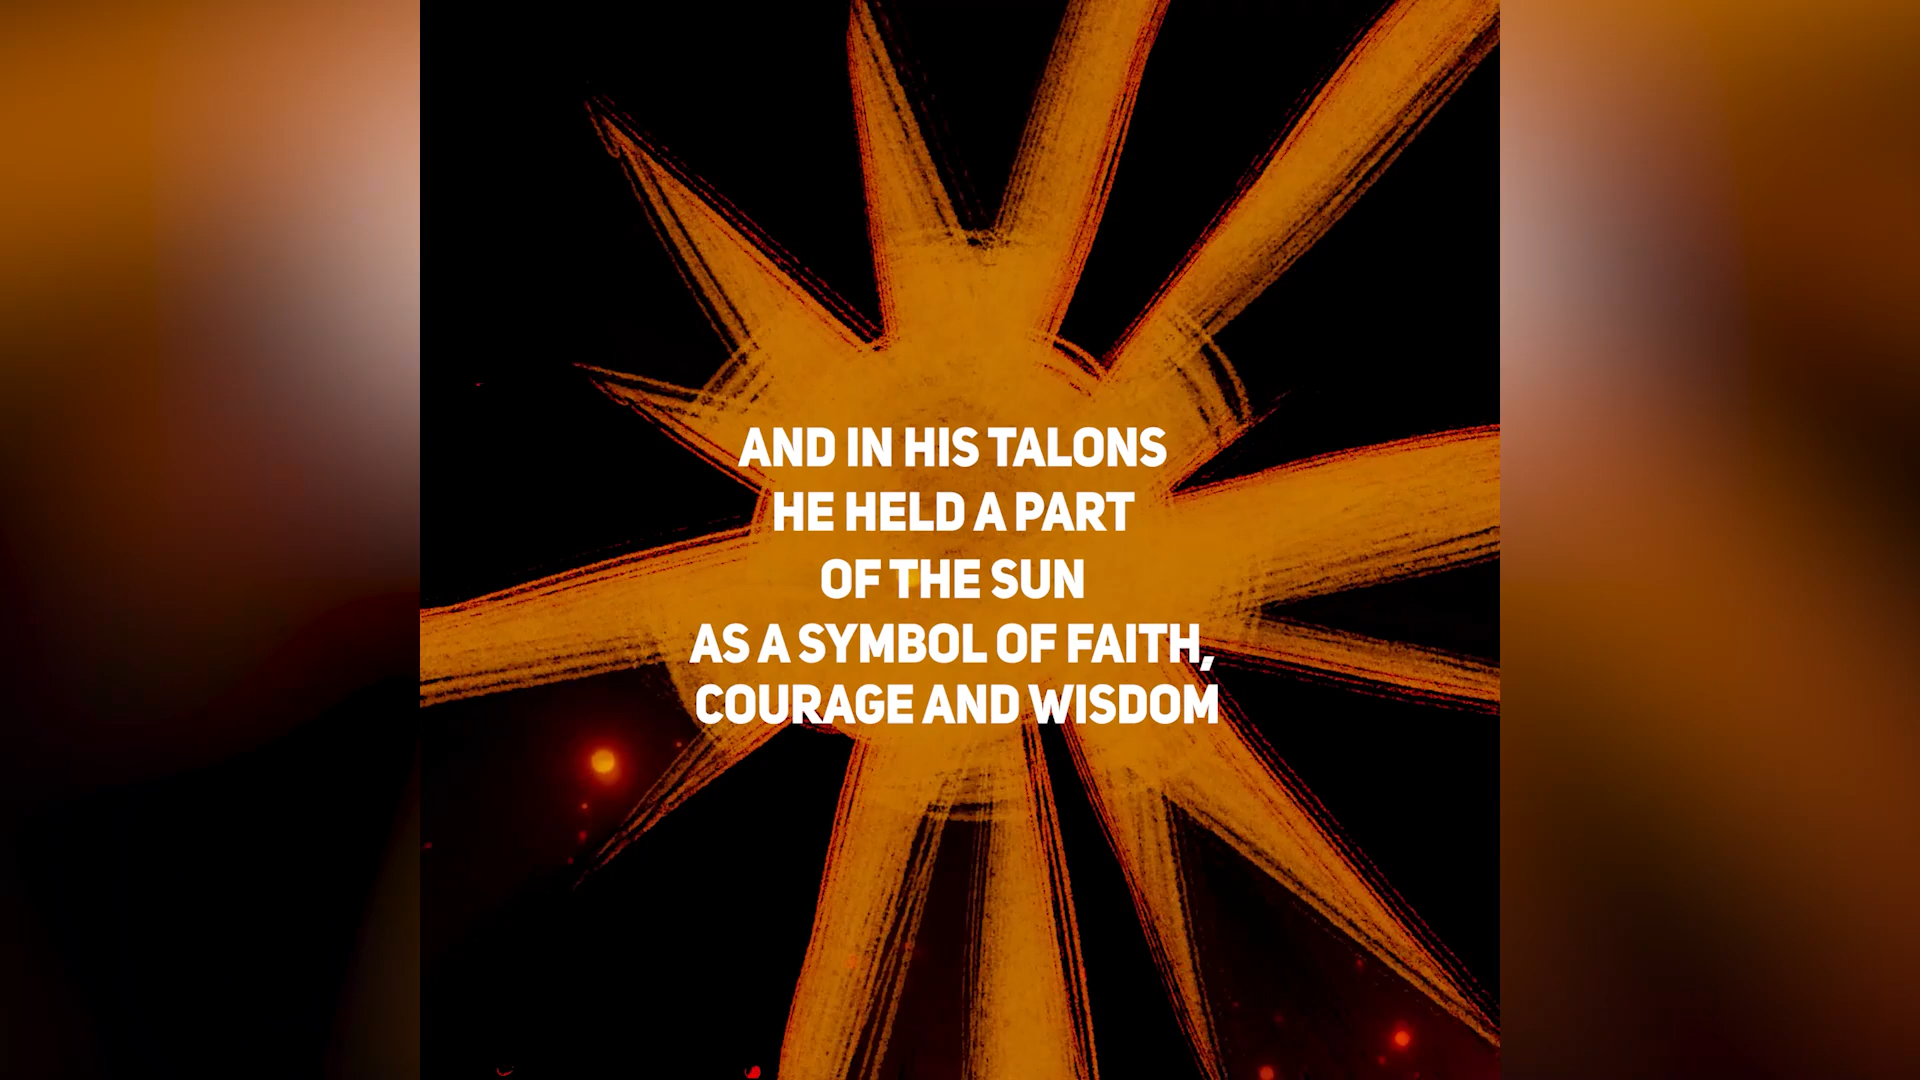 AND IN HIS TALONS
HE HELD A PART
OF THE SUN
AS A SYMBOL OF FAITH,
COURAGE AND WISDOM